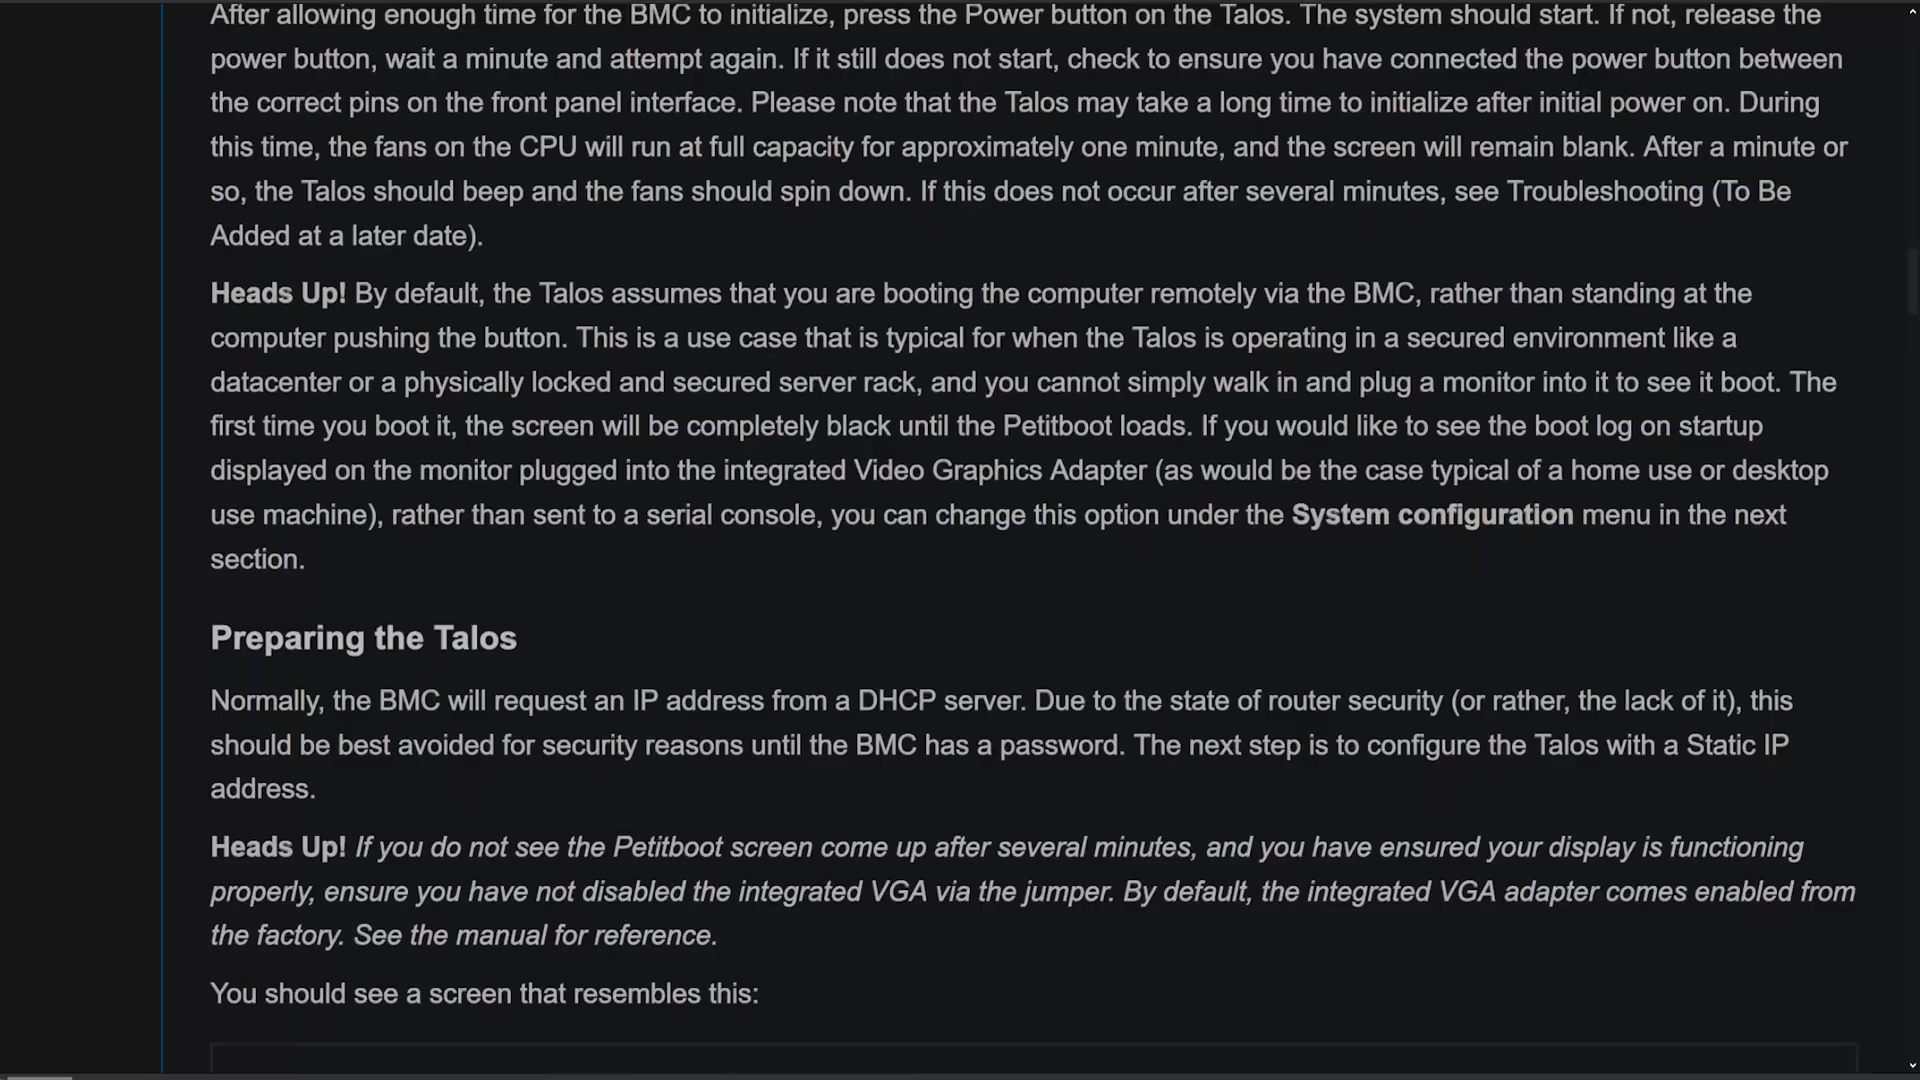 After allowing enough time for the BMC to initialize, press the Power button on the Talos. The system should start. If not, release the
power button, wait a minute and attempt again. If it still does not start, check to ensure you have connected the power button between
the correct pins on the front panel interface. Please note that the Talos may take a long time to initialize after initial power on. During
this time, the fans on the CPU will run at full capacity for approximately one minute, and the screen will remain blank. After a minute or
so, the Talos should beep and the fans should spin down. If this does not occur after several minutes, see Troubleshooting (To Be
Added at a later date).
Heads Up! By default, the Talos assumes that you are booting the computer remotely via the BMC, rather than standing at the
computer pushing the button. This is a use case that is typical for when the Talos is operating in a secured environment like a
datacenter or a physically locked and secured server rack, and you cannot simply walk in and plug a monitor into it to see it boot. The
first time you boot it, the screen will be completely black until the Petitboot loads. If you would like to see the boot log on startup
displayed on the monitor plugged into the integrated Video Graphics Adapter (as would be the case typical of a home use or desktop
use machine), rather than sent to a serial console, you can change this option under the System configuration menu in the next
section.
Preparing the Talos
Normally, the BMC will request an IP address from a DHCP server. Due to the state of router security (or rather, the lack of it), this
should be best avoided for security reasons until the BMC has a password. The next step is to configure the Talos with a Static IP
address.
Heads Up! If you do not see the Petitboot screen come up after several minutes, and you have ensured your display is functioning
properly, ensure you have not disabled the integrated VGA via the jumper. By default, the integrated VGA adapter comes enabled from
the factory. See the manual for reference.
You should see a screen that resembles this: